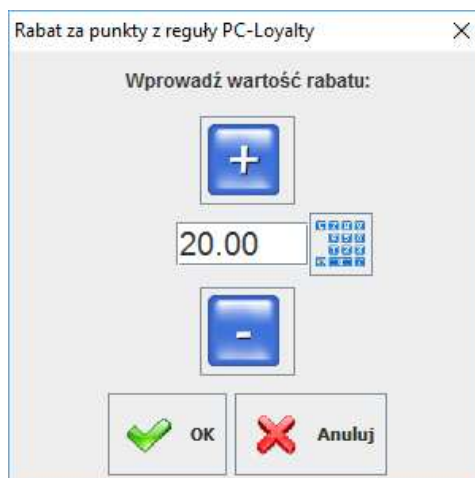 Rabat za punkty z reguły PC-Loyalty
Wprowadź wartość rabatu:
+
20.00
-
OK Anuluj